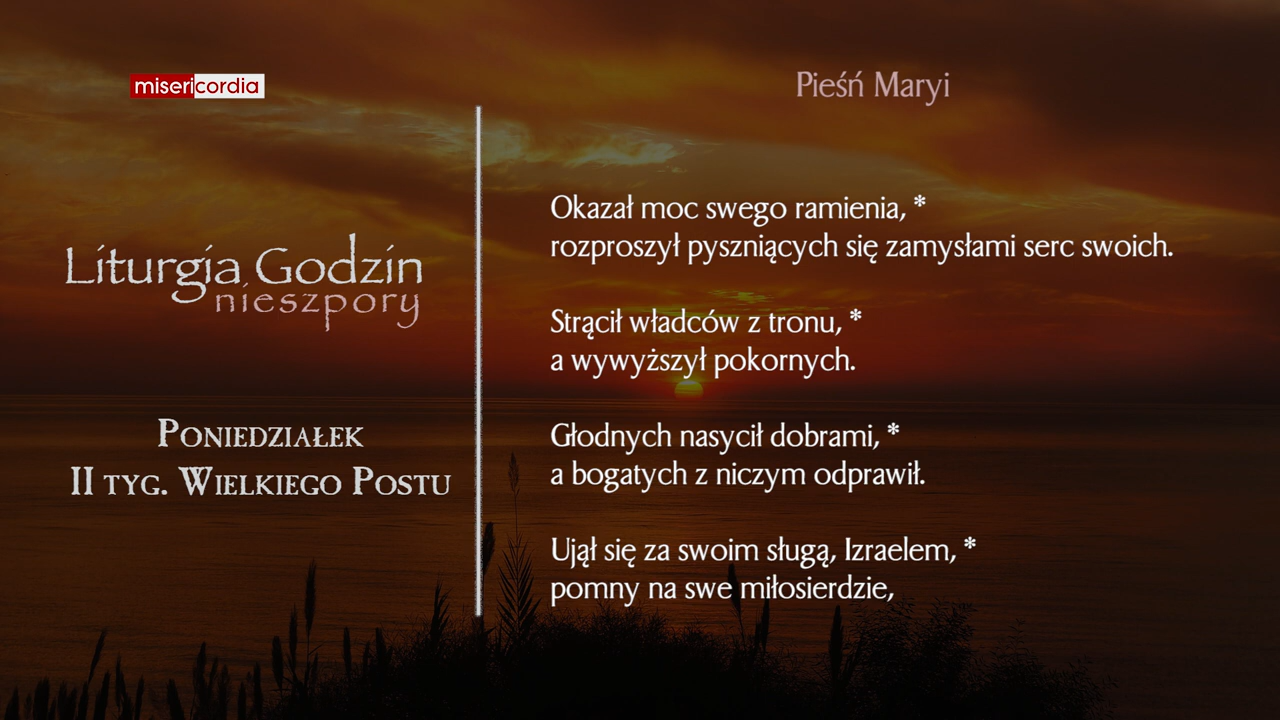 misericordia
Liturgia Godzin
nieszpory
Poniedziałek
II tyg. Wielkiego Postu
Pieśń Maryi
Okazał moc swego ramienia, *
rozproszył pyszniących się zamysłami serc swoich.
Strącił władców z tronu, *
a wywyższył pokornych.
Głodnych nasycił dobrami, *
a bogatych z niczym odprawił.
Ujął się za swoim sługą, Izraelem, *
pomny na swe miłosierdzie,